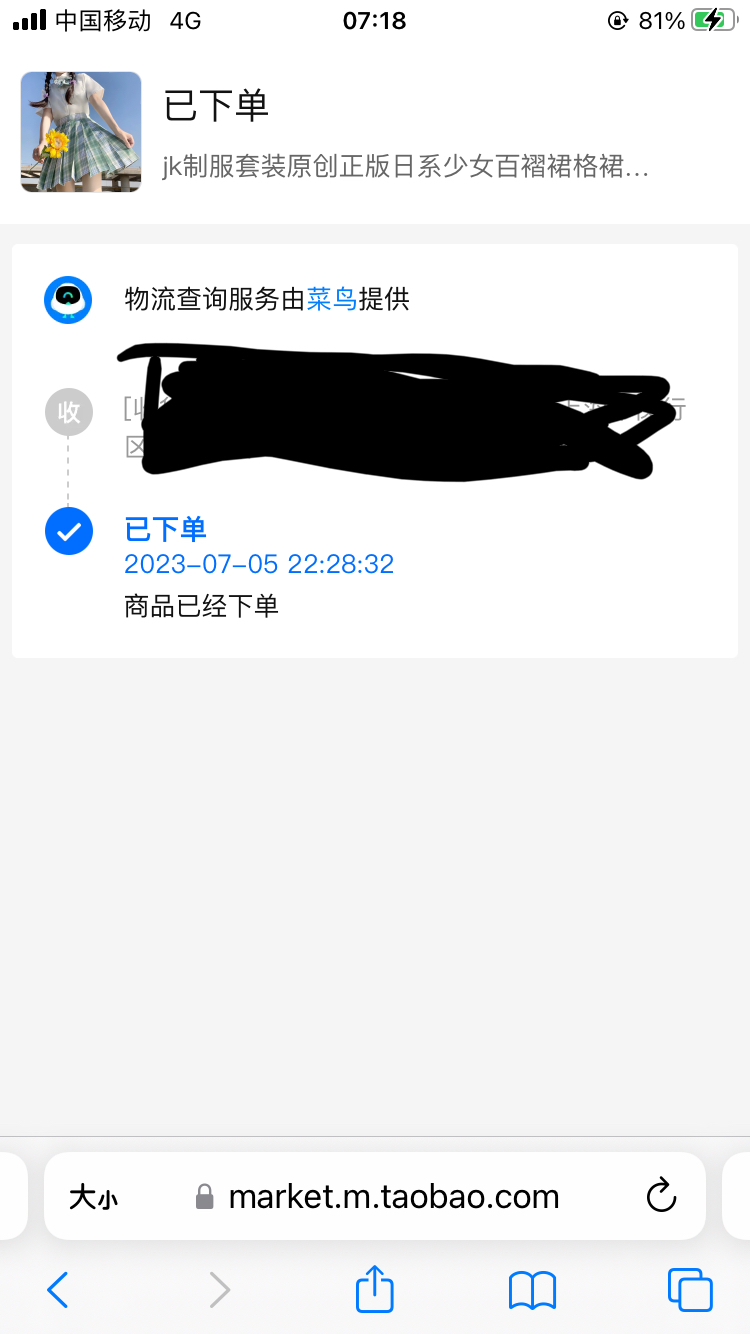 中国移动 4G 07:18 81%
已下单
jk制服套装原创正版日系少女百褶裙格裙...
物流查询服务由菜鸟提供
收
区
已下单
2023-07-05 22:28:32
商品已经下单
大小 market.m.taobao.com